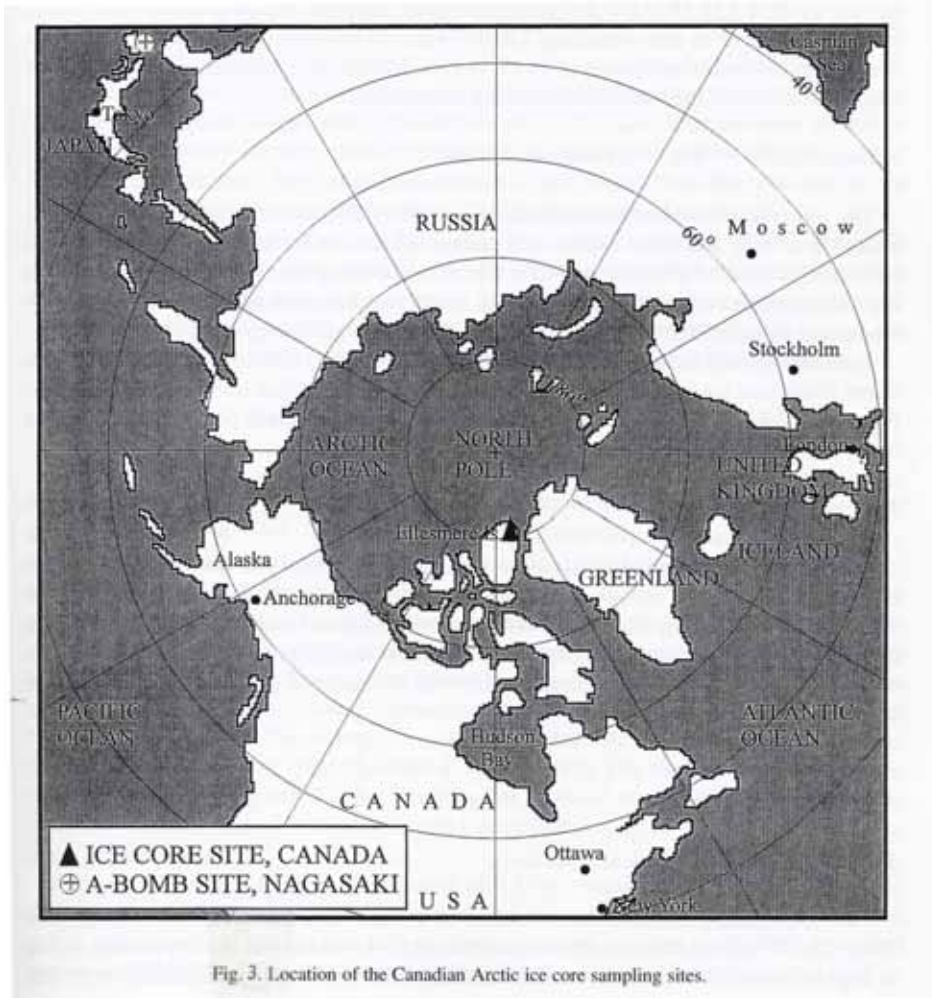 Caspian
Sea
40°
Tokyo
JAPAN
RUSSIA
60°
Moscow
Stockholm
180°
London
ARCTIC
OCEAN
NORTH
POLE
UNITED
KINGDOM
Ellesmere Is
ICELAND
Alaska
GREENLAND
Anchorage
PACIFIC
OCEAN
ATLANTIC
OCEAN
Hudson
Bay
CANADA
Ottawa
ICE CORE SITE, CANADA
A-BOMB SITE, NAGASAKI
USA
New York
Fig. 3. Location of the Canadian Arctic ice core sampling sites.